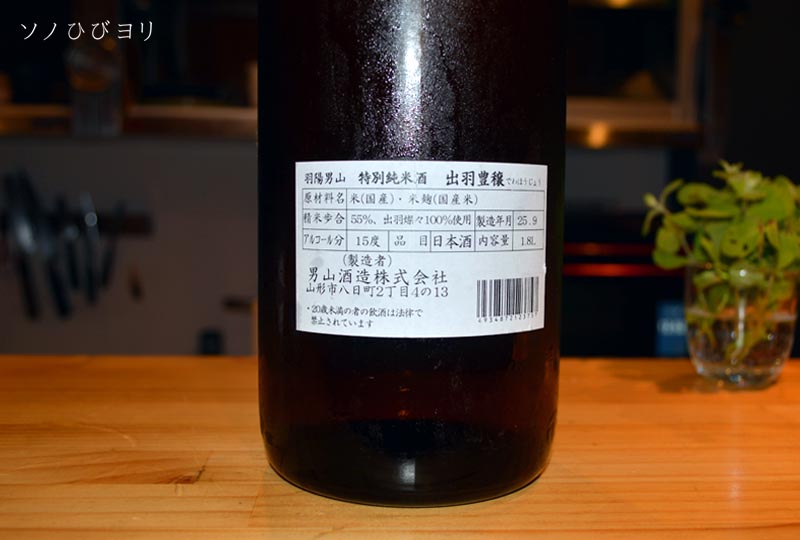 ソノひびヨリ
羽陽男山 特別純米酒 出羽豊穣でわほうじょう
原材料名 米(国産)・米麹(国産米)
精米歩合 55%、出羽燦々100%使用 製造年月 25.9
アルコール分 15度 品目 日本酒 内容量 1.8L
(製造者)
男山酒造株式会社
山形市八日町2丁目4の13
・20歳未満の者の飲酒は法律で
禁止されています